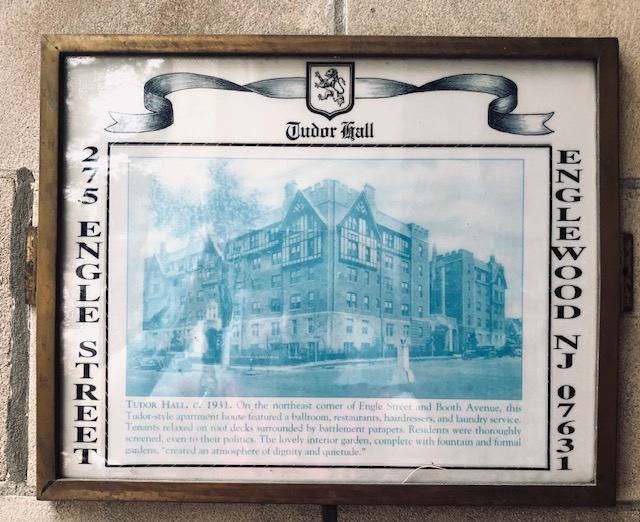 Tudor Hall
275 ENGLE STREET
ENGLEWOOD NJ 07631
TUDOR HALL, C. 1931. On the northeast corner of Engle Street and Booth Avenue, this
Tudor-style apartment house featured a ballroom, restaurants, hairdressers, and laundry service.
Tenants relaxed on roof decks surrounded by battlement parapets. Residents were thoroughly
screened, even to their politics. The lovely interior garden, complete with fountain and formal
gardens, "created an atmosphere of dignity and quietude."